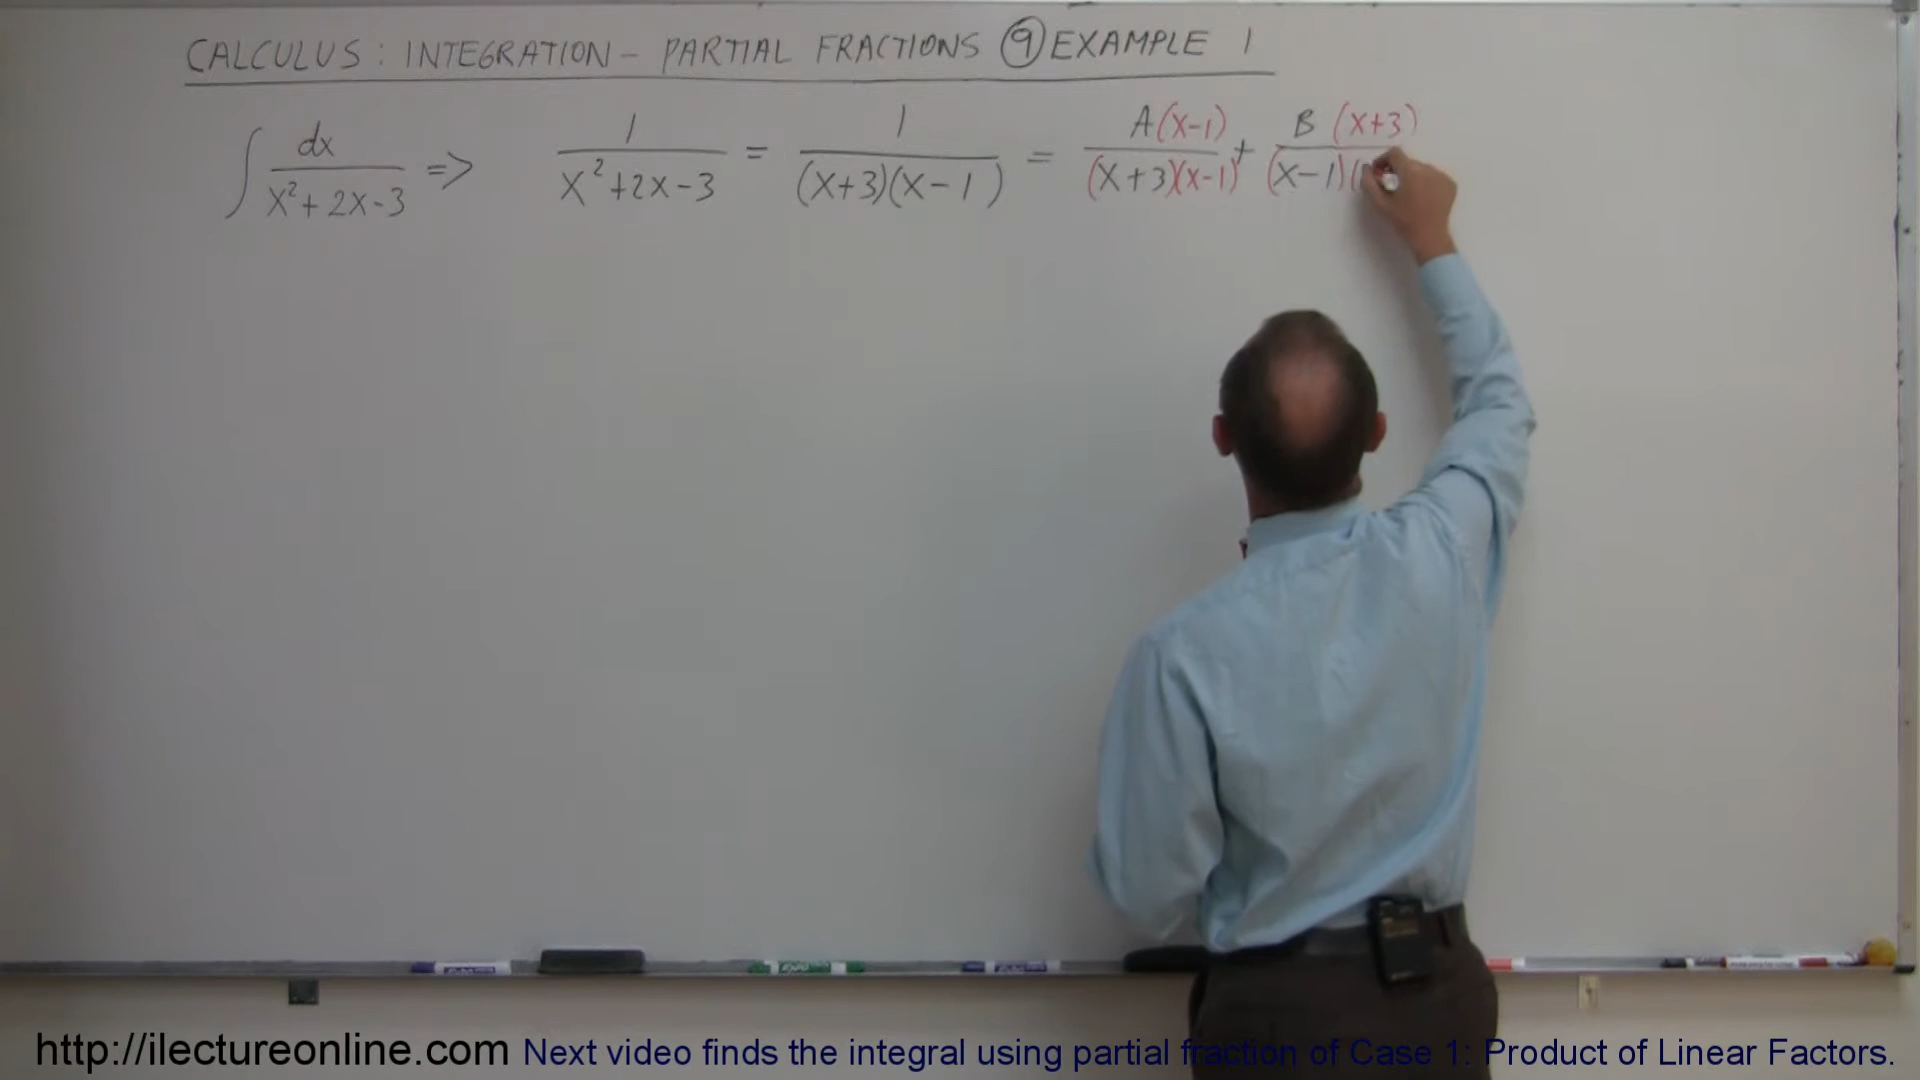 CALCULUS: INTEGRATION – PARTIAL FRACTIONS ⑨ EXAMPLE 1
∫ dx/(x²+2x-3) => 1/(x²+2x-3) = 1/((x+3)(x-1)) = A(x-1)/((x+3)(x-1)) + B(x+3)/((x-1)(
http://ilectureonline.com Next video finds the integral using partial fraction of Case 1: Product of Linear Factors.